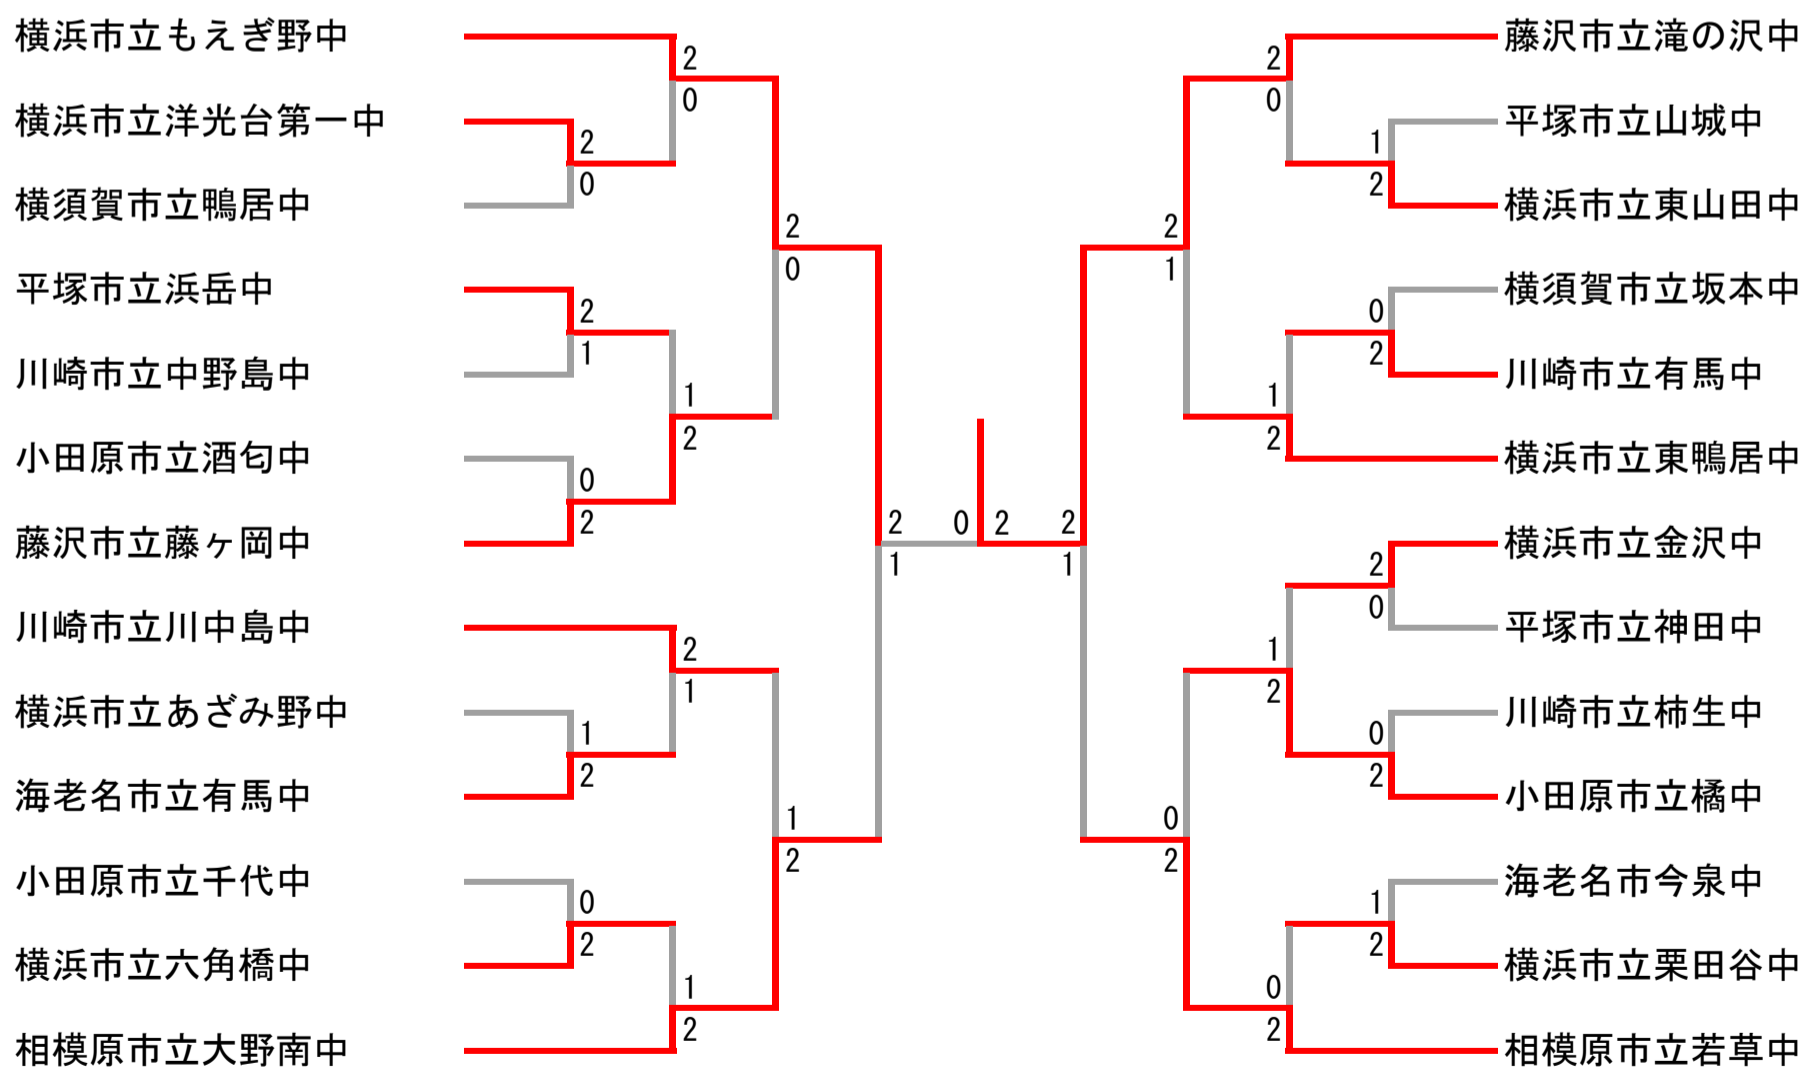 横浜市立もえぎ野中
横浜市立洋光台第一中
横須賀市立鴨居中
平塚市立浜岳中
川崎市立中野島中
小田原市立酒匂中
藤沢市立藤ヶ岡中
川崎市立川中島中
横浜市立あざみ野中
海老名市立有馬中
小田原市立千代中
横浜市立六角橋中
相模原市立大野南中
2
0
2
0
2
1
0
2
1
2
2
0
2
1
1
2
0
2
1
2
1
2
2
1
0 2
2
1
2
1
0
2
2
0
1
2
1
2
0
2
1
2
2
0
0
2
0
2
1
2
藤沢市立滝の沢中
平塚市立山城中
横浜市立東山田中
横須賀市立坂本中
川崎市立有馬中
横浜市立東鴨居中
横浜市立金沢中
平塚市立神田中
川崎市立柿生中
小田原市立橘中
海老名市今泉中
横浜市立栗田谷中
相模原市立若草中